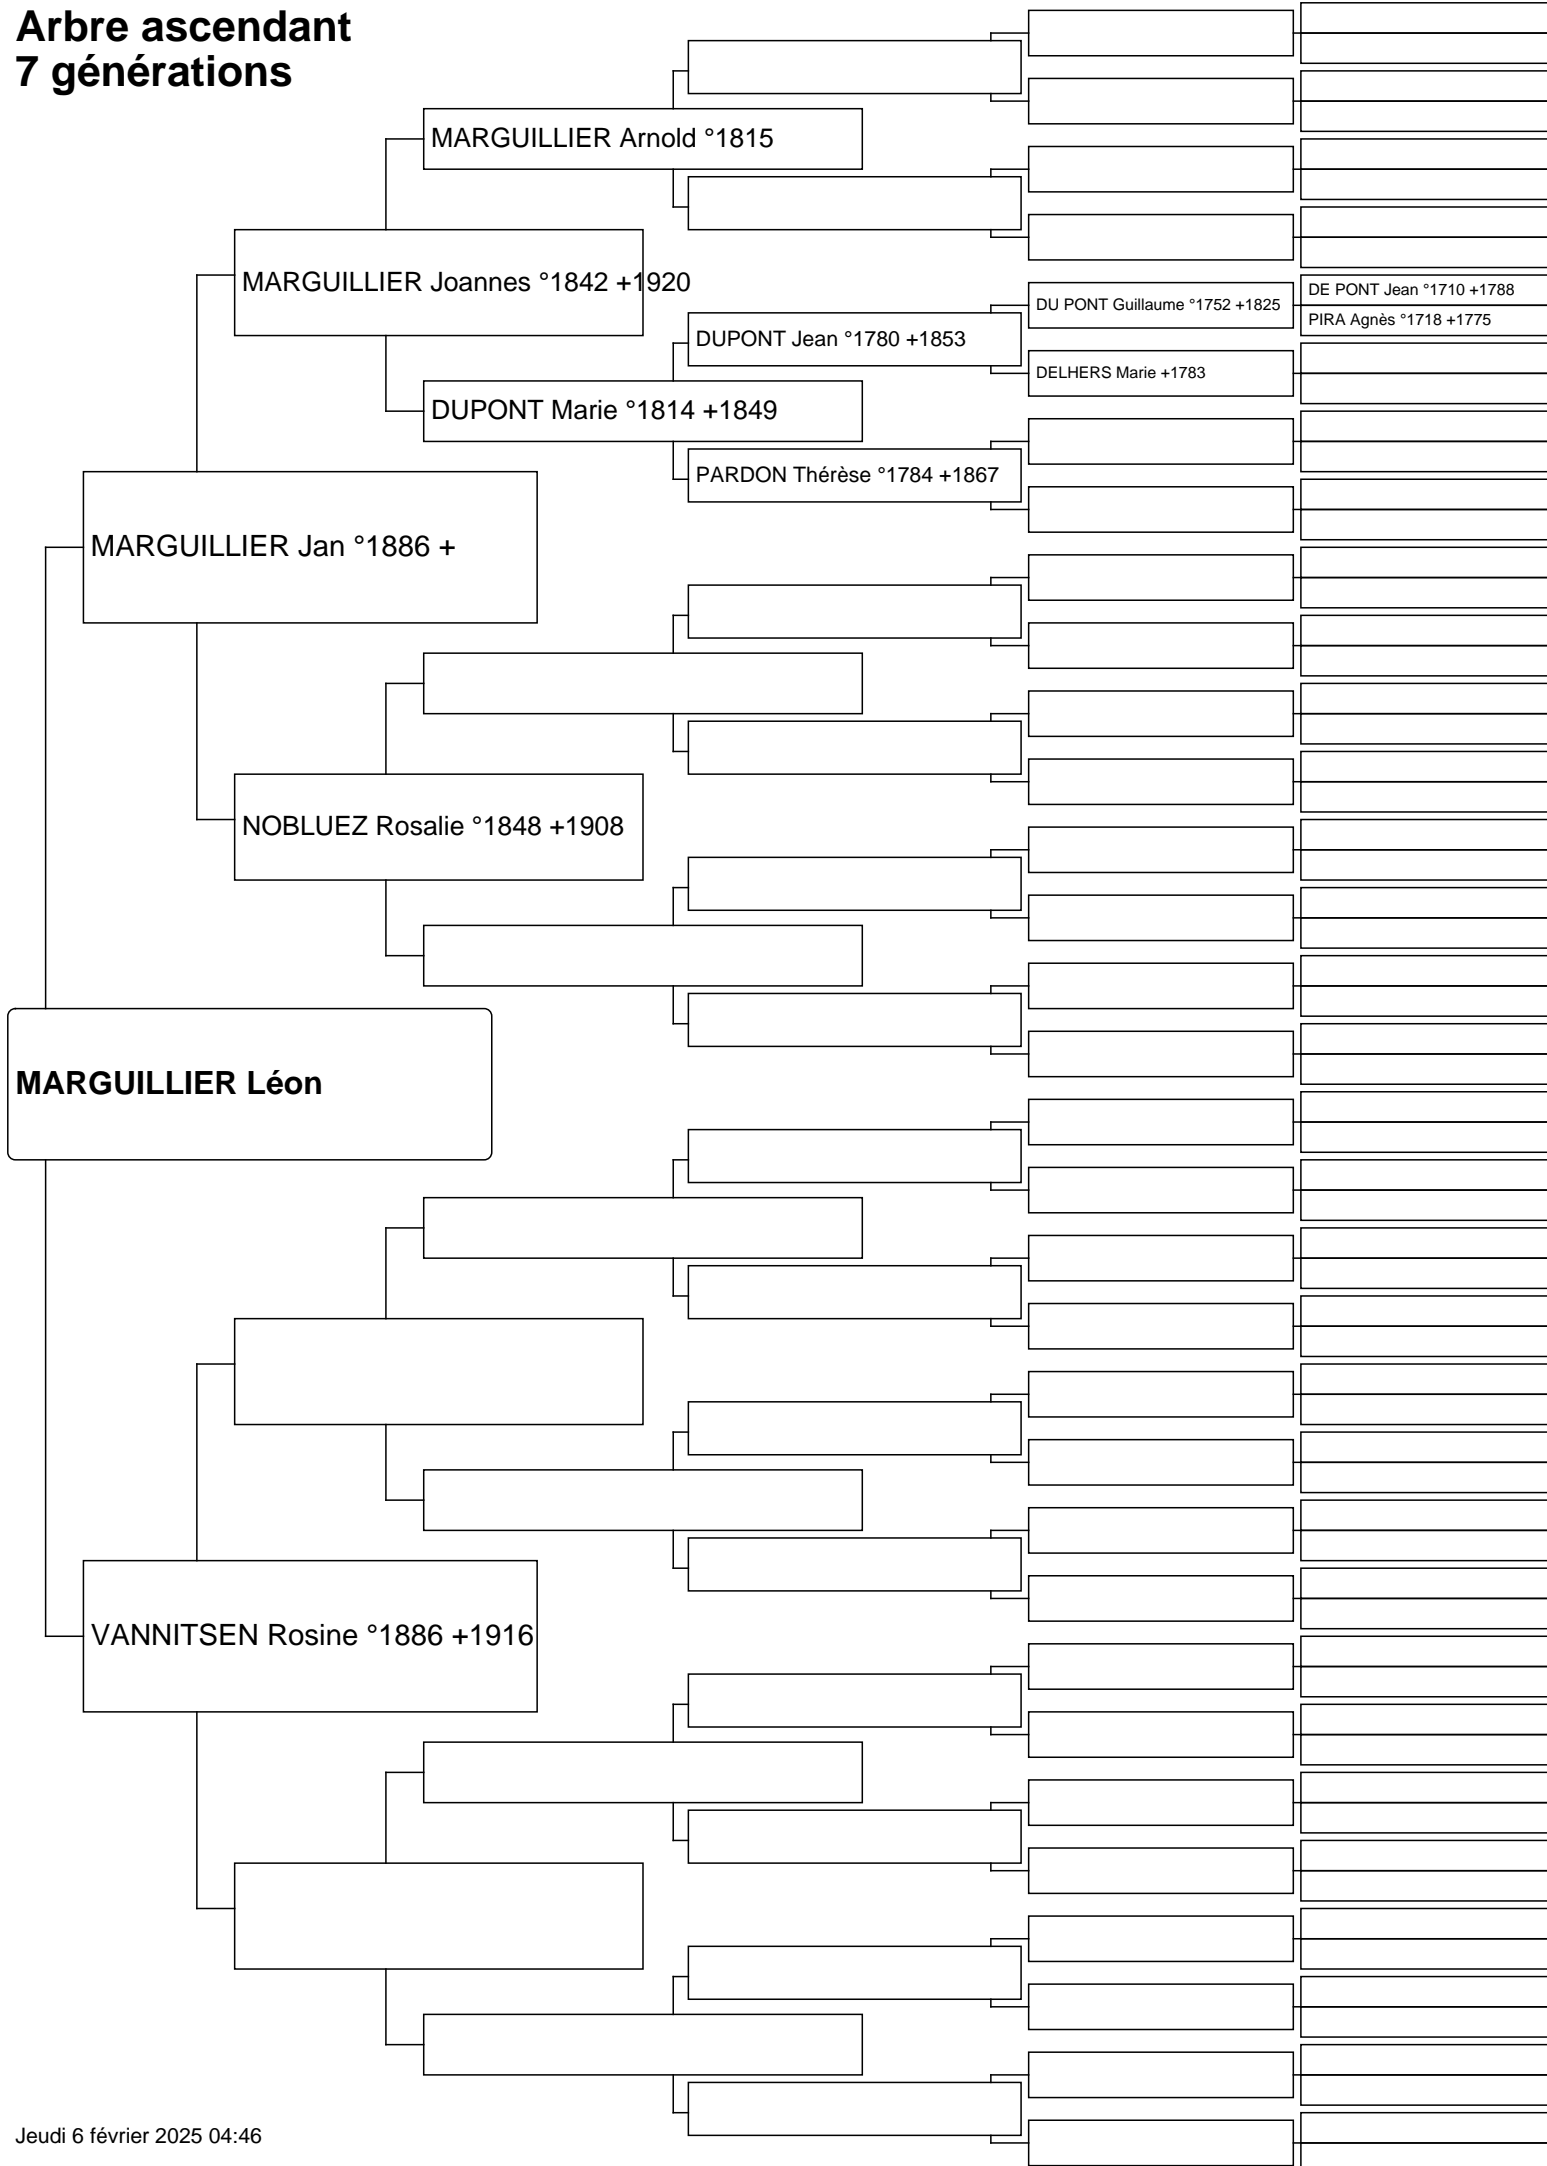 Arbre ascendant
7 générations
MARGUILLIER Arnold °1815
MARGUILLIER Joannes °1842 +1920
DE PONT Jean °1710 +1788
DU PONT Guillaume °1752 +1825
PIRA Agnès °1718 +1775
DUPONT Jean °1780 +1853
DELHERS Marie +1783
DUPONT Marie °1814 +1849
PARDON Thérèse °1784 +1867
MARGUILLIER Jan °1886 +
NOBLUEZ Rosalie °1848 +1908
MARGUILLIER Léon
VANNITSEN Rosine °1886 +1916
Jeudi 6 février 2025 04:46